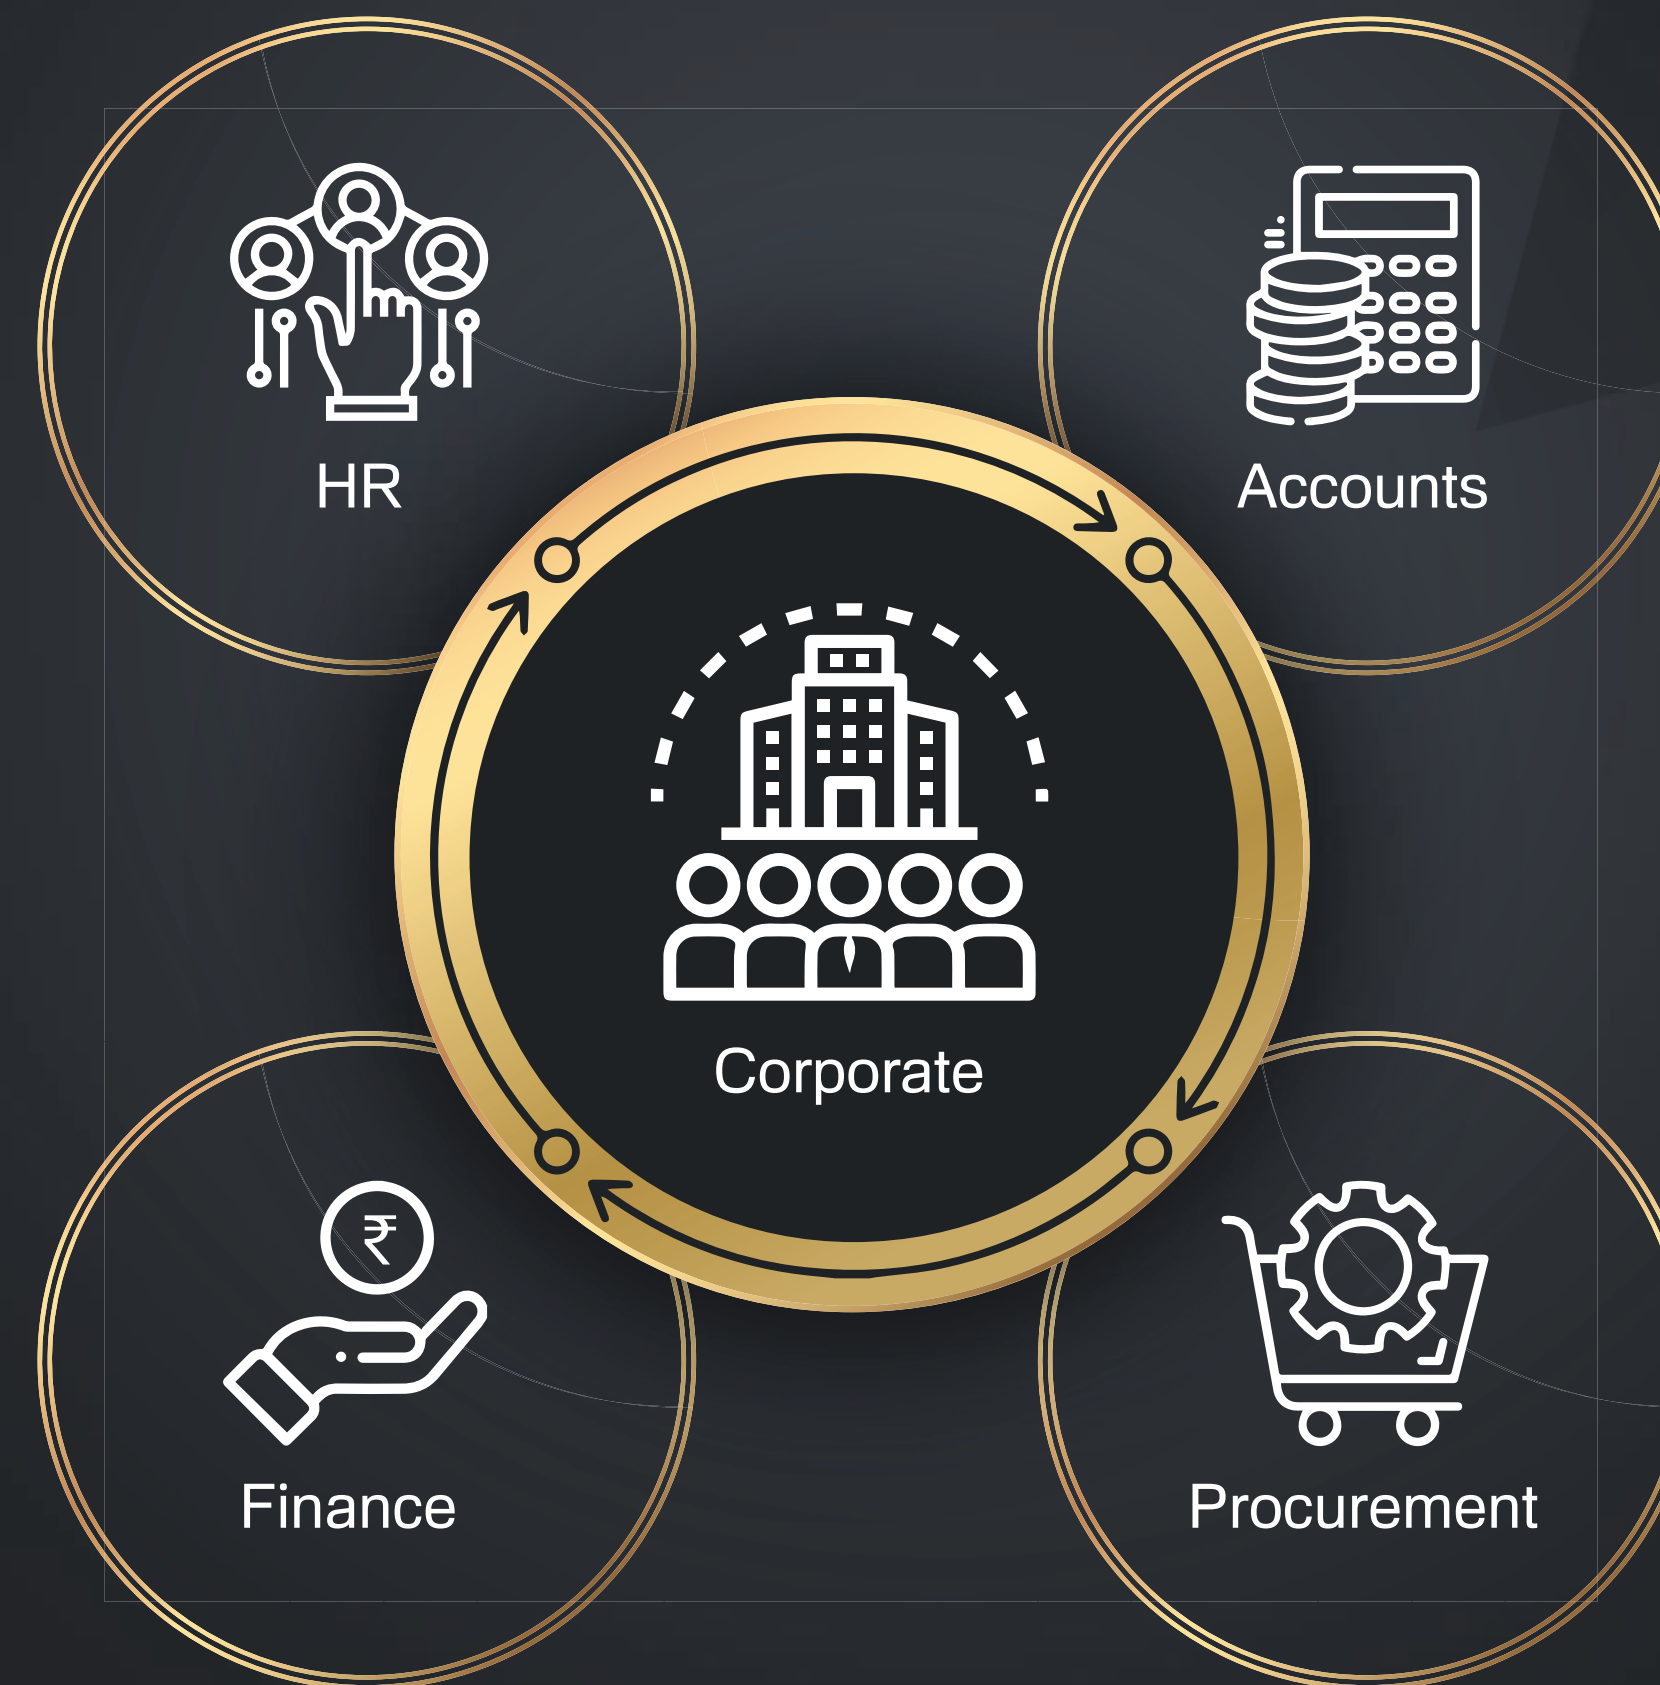 HR
Accounts
Corporate
₹
Finance
Procurement